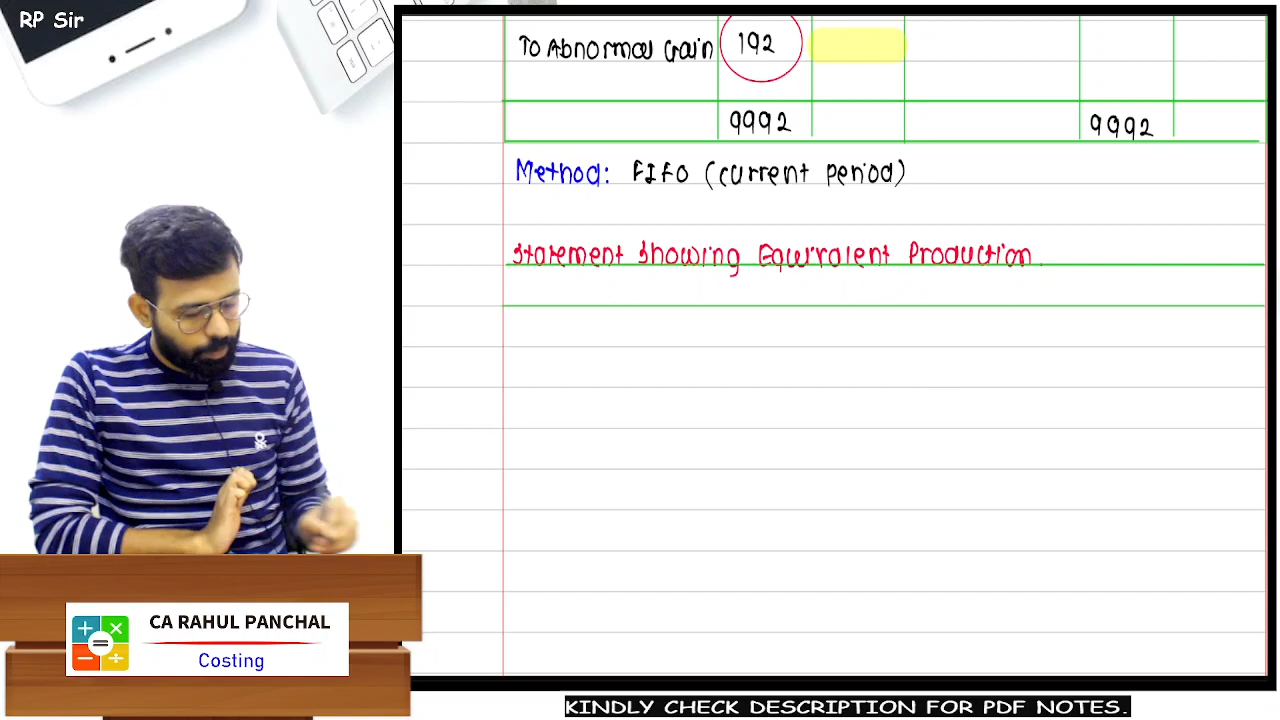 RP Sir
To Abnormal Gain 192
9992 9992
Method: FIFO (current period)
Statement Showing Equivalent Production.
CA RAHUL PANCHAL
Costing
KINDLY CHECK DESCRIPTION FOR PDF NOTES.